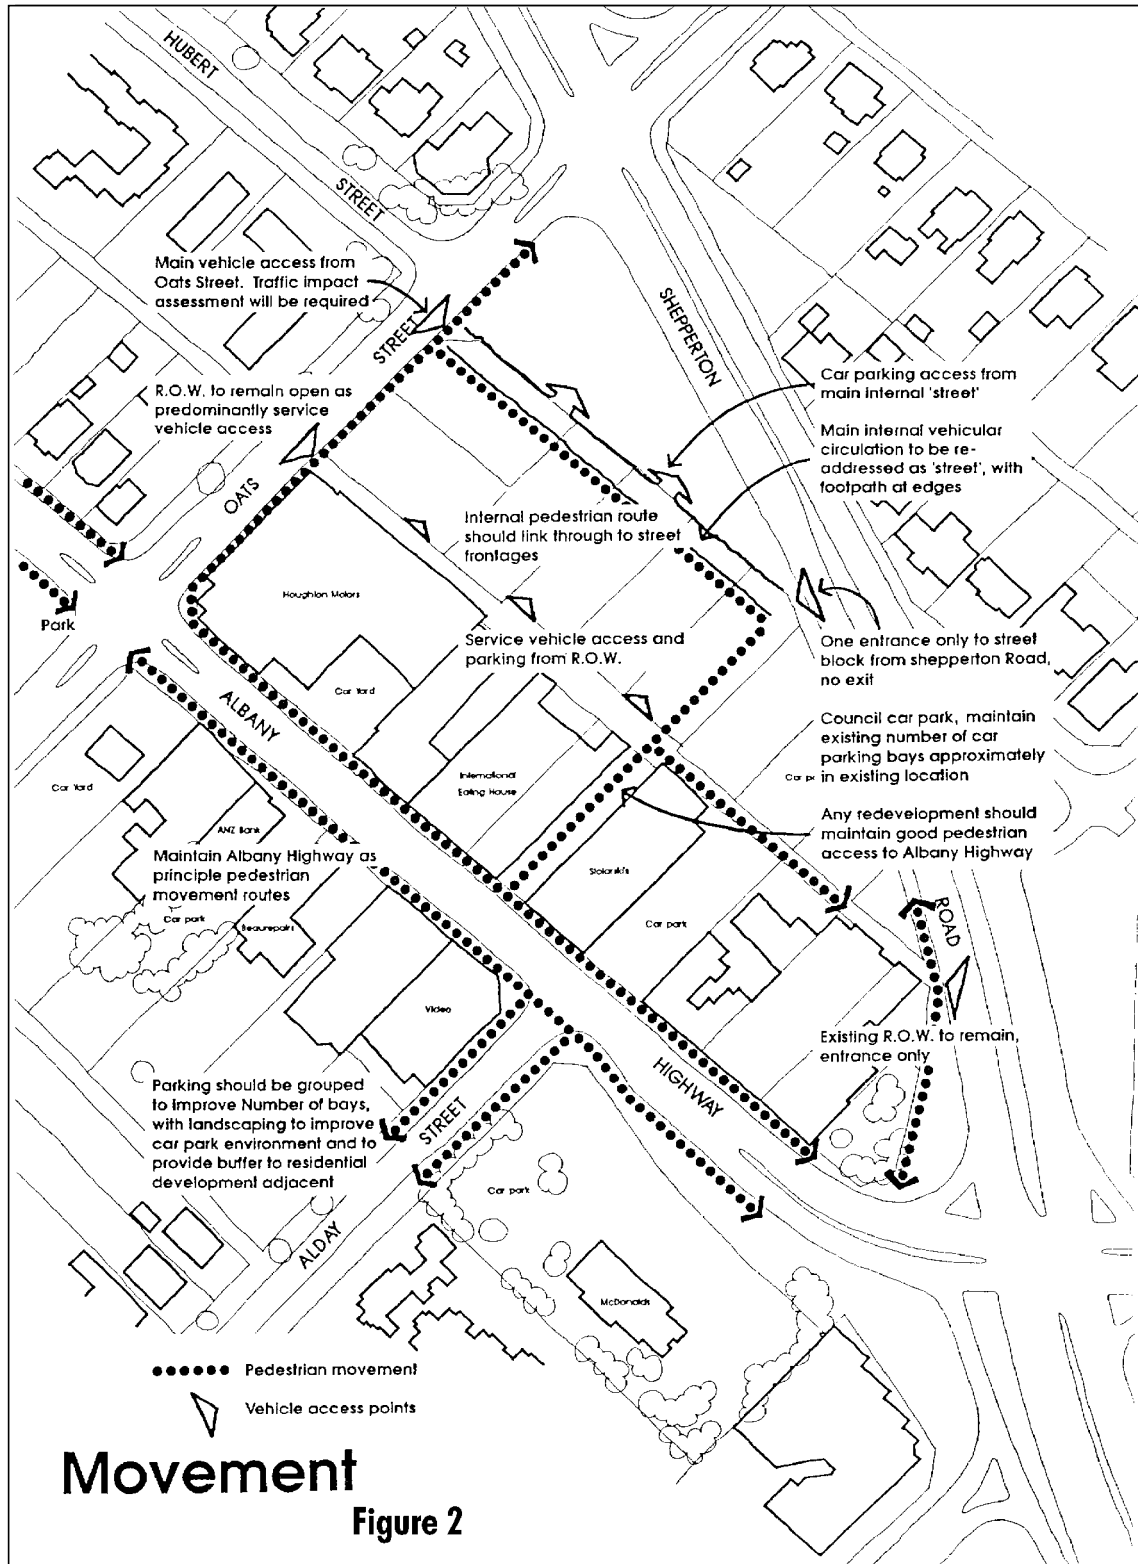 HUBERT
STREET
Main vehicle access from
Oats Street. Traffic impact
assessment will be required
STREET
SHEPPERTON
R.O.W. to remain open as
predominantly service
vehicle access
Car parking access from
main internal 'street'
Main internal vehicular
circulation to be re-
addressed as 'street', with
footpath at edges
OATS
Internal pedestrian route
should link through to street
frontages
Houghton Motors
Park
Service vehicle access and
parking from R.O.W.
One entrance only to street
block from shepperton Road,
no exit
Car Yard
ALBANY
Council car park, maintain
existing number of car
parking bays approximately
in existing location
Car Yard
International
Eating House
Any redevelopment should
maintain good pedestrian
access to Albany Highway
ANZ Bank
Maintain Albany Highway as
principle pedestrian
movement routes
Stolarski's
Car park
Car park
Beaurepairs
ROAD
Video
Existing R.O.W. to remain,
entrance only
HIGHWAY
Parking should be grouped
to improve Number of bays,
with landscaping to improve
car park environment and to
provide buffer to residential
development adjacent
STREET
Car park
ALDAY
McDonalds
Pedestrian movement
Vehicle access points
Movement
Figure 2